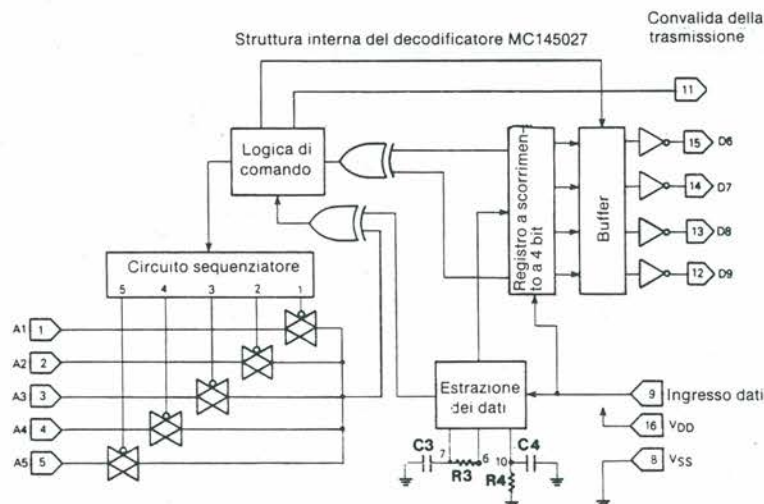 Convalida della
trasmissione
Struttura interna del decodificatore MC145027
11
Logica di
comando
Registro a scorrimen-
to a 4 bit
Buffer
15 D6
14 D7
13 D8
12 D9
Circuito sequenziatore
5 4 3 2 1
A1 1
A2 2
A3 3
A4 4
A5 5
Estrazione
dei dati
9 Ingresso dati
16 VDD
8 VSS
C3 7 R3 6 10 C4
R4